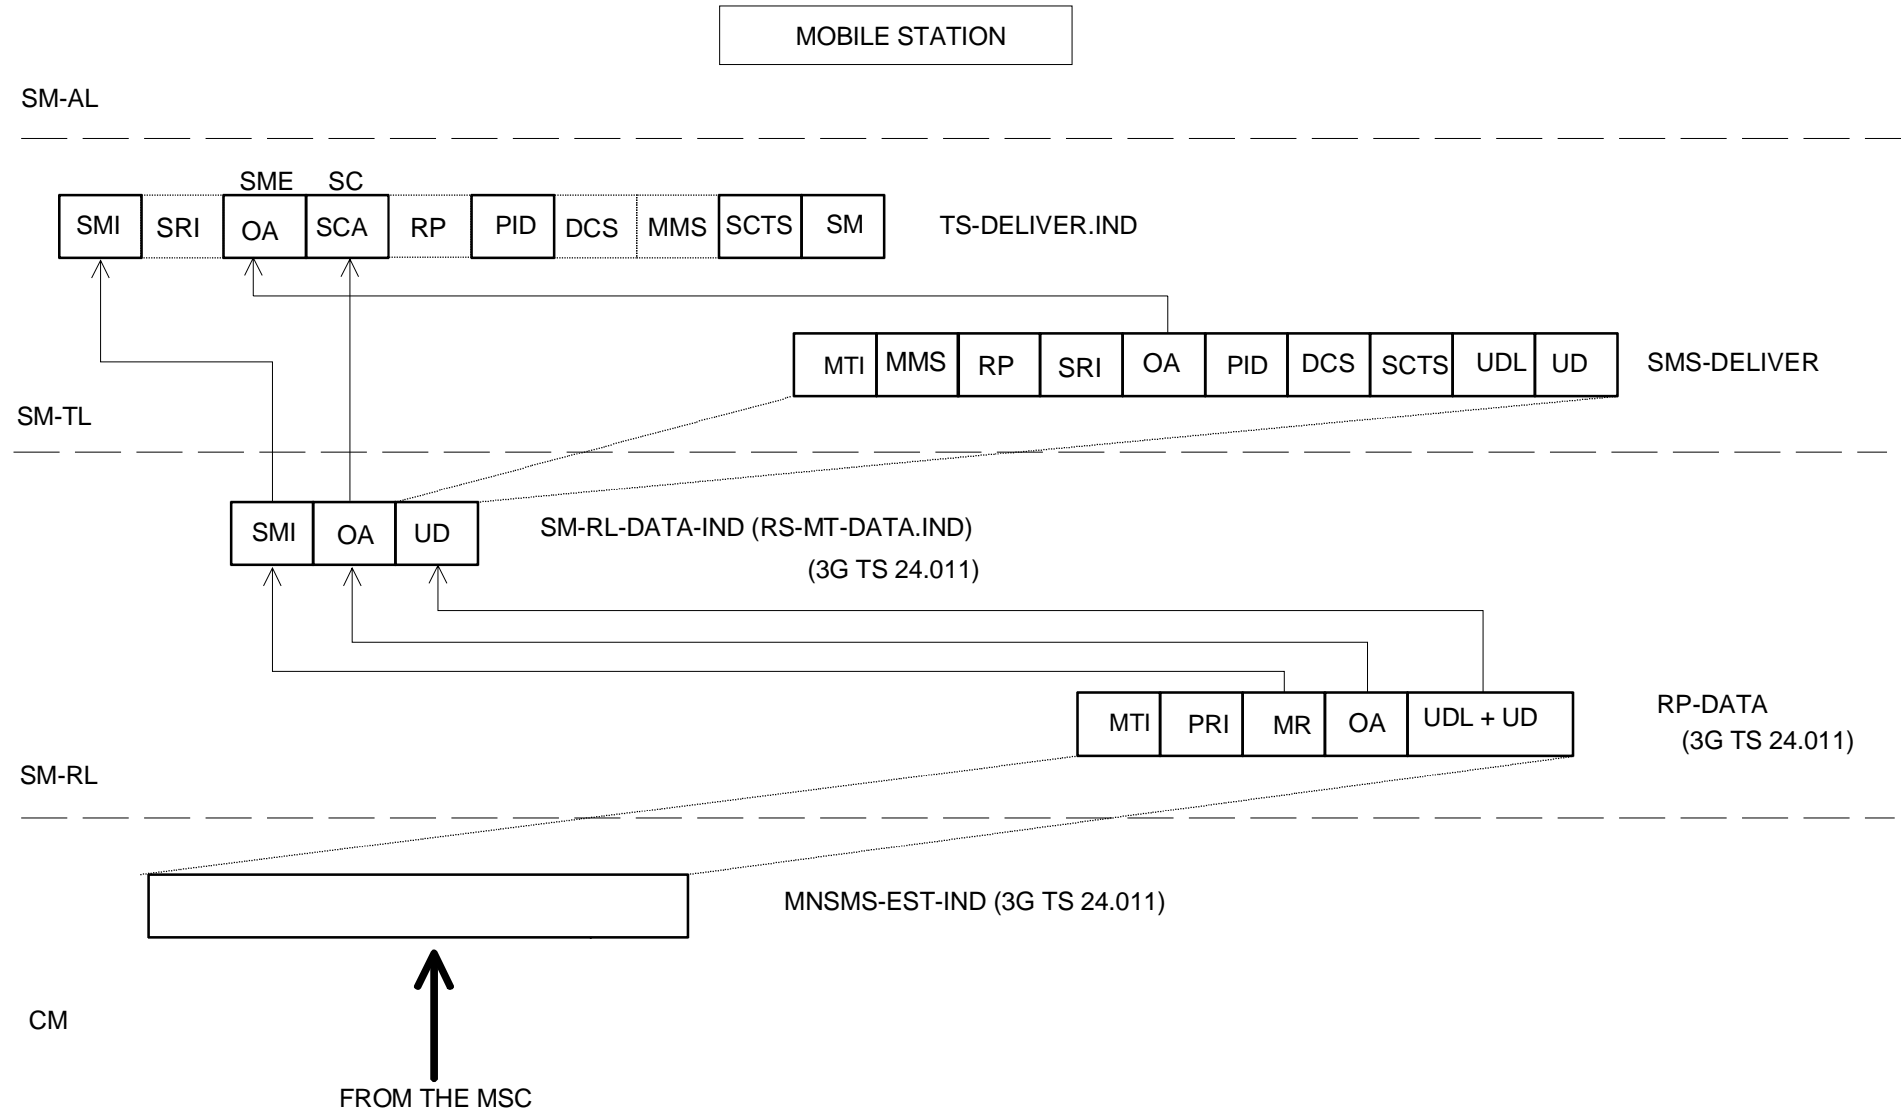 MOBILE STATION
SM-AL
SME SC
SMI SRI OA SCA RP PID DCS MMS SCTS SM TS-DELIVER.IND
MTI MMS RP SRI OA PID DCS SCTS UDL UD SMS-DELIVER
SM-TL
SMI OA UD SM-RL-DATA-IND (RS-MT-DATA.IND)
(3G TS 24.011)
MTI PRI MR OA UDL + UD RP-DATA
(3G TS 24.011)
SM-RL
MNSMS-EST-IND (3G TS 24.011)
CM
FROM THE MSC